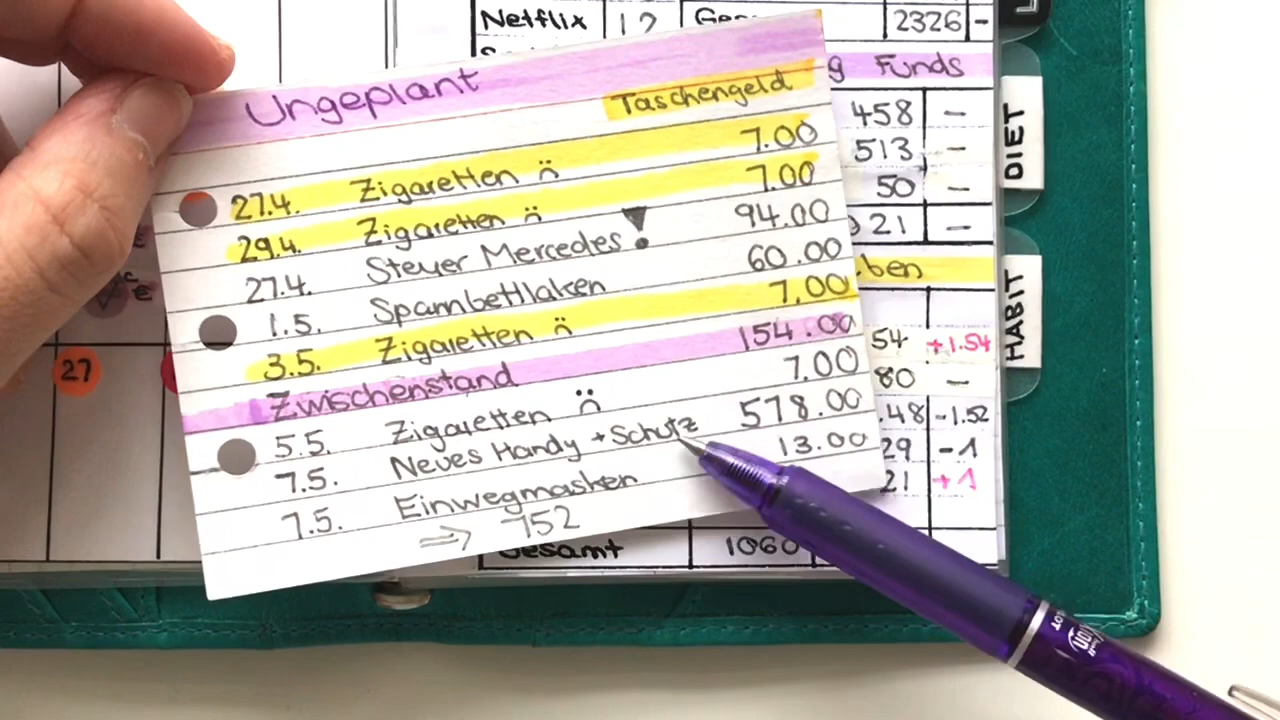 Netflix 12 2326 -
Ungeplant
Taschengeld
27.4. Zigaretten 7.00
29.4. Zigaretten 7.00
27.4. Steuer Mercedes! 94.00
1.5. Spannbettlaken 60.00
3.5. Zigaretten 7.00
Zwischenstand 154.00
5.5. Zigaretten 7.00
7.5. Neues Handy + Schutz 578.00
7.5. Einwegmasken 13.00
⇒ 752
g Funds
458 -
513 -
50 -
321 -
ben
54 +1.54
80 -
.48 -1.52
29 -1
21 +1
Gesamt 1060
DIET
HABIT
27